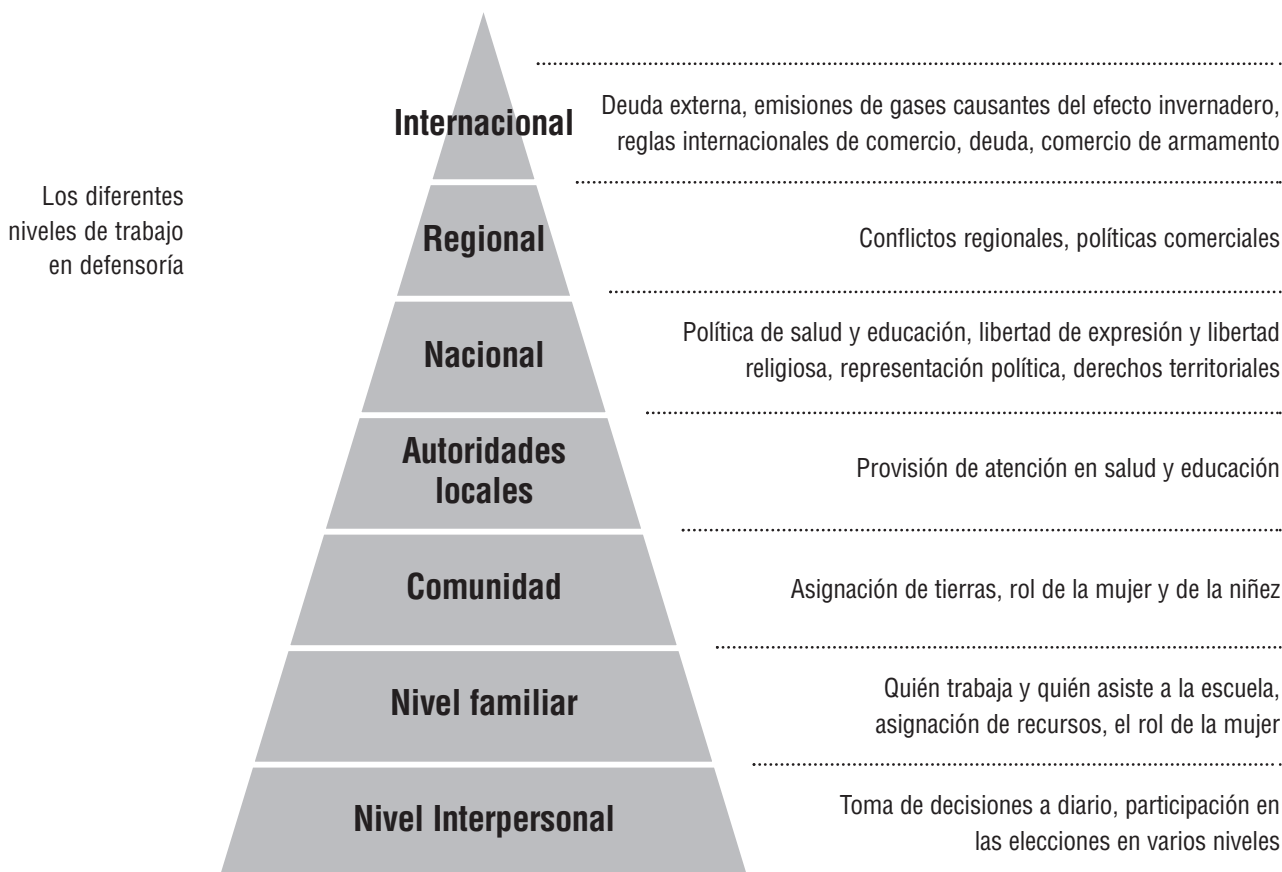 Los diferentes
niveles de trabajo
en defensoría
Internacional
Deuda externa, emisiones de gases causantes del efecto invernadero,
reglas internacionales de comercio, deuda, comercio de armamento
Regional
Conflictos regionales, políticas comerciales
Nacional
Política de salud y educación, libertad de expresión y libertad
religiosa, representación política, derechos territoriales
Autoridades
locales
Provisión de atención en salud y educación
Comunidad
Asignación de tierras, rol de la mujer y de la niñez
Nivel familiar
Quién trabaja y quién asiste a la escuela,
asignación de recursos, el rol de la mujer
Nivel Interpersonal
Toma de decisiones a diario, participación en
las elecciones en varios niveles